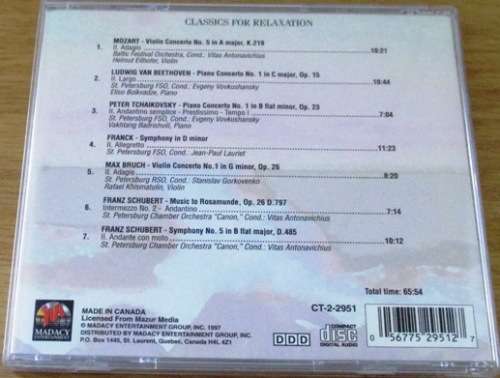 CLASSICS FOR RELAXATION
MOZART - Violin Concerto No. 5 in A major, K 219
1. II. Adagio 10:21
Baltic Festival Orchestra, Cond.: Vitas Antonavichius
Helmut Eilhofer, Violin
LUDWIG VAN BEETHOVEN - Piano Concerto No. 1 in C major, Op. 15
2. II. Largo 10:44
St. Petersburg FSO, Cond.: Evgeny Vovkushansky
Eliso Bolkvadze, Piano
PETER TCHAIKOVSKY - Piano Concerto No. 1 in B flat minor, Op. 23
3. II. Andantino semplice - Prestissimo - Tempo I 7:04
St. Petersburg FSO, Cond.: Evgeny Vovkushansky
Vakhtang Badrichvili, Piano
FRANCK - Symphony in D minor
4. II. Allegretto 11:23
St. Petersburg FSO, Cond.: Jean-Paul Lauriet
MAX BRUCH - Violin Concerto No. 1 in G minor, Op. 26
5. II. Adagio 8:20
St. Petersburg RSO, Cond.: Stanislav Gorkovenko
Rafael Khismatulin, Violin
FRANZ SCHUBERT - Music to Rosamunde, Op. 26 D.797
6. Intermezzo No. 2 - Andantino 7:14
St. Petersburg Chamber Orchestra "Canon," Cond.: Vitas Antonavichius
FRANZ SCHUBERT - Symphony No. 5 in B flat major, D.485
7. II. Andante con moto 10:12
St. Petersburg Chamber Orchestra "Canon," Cond.: Vitas Antonavichius
Total time: 65:54
CT-2-2951
MADACY
MADE IN CANADA
Licensed From Mazur Media
© MADACY ENTERTAINMENT GROUP, INC. 1997
DISTRIBUTED BY MADACY ENTERTAINMENT GROUP, INC.
P.O. Box 1445, St. Laurent, Quebec, Canada H4L 4Z1
DDD
COMPACT
disc
DIGITAL AUDIO
0 56775 29512 7